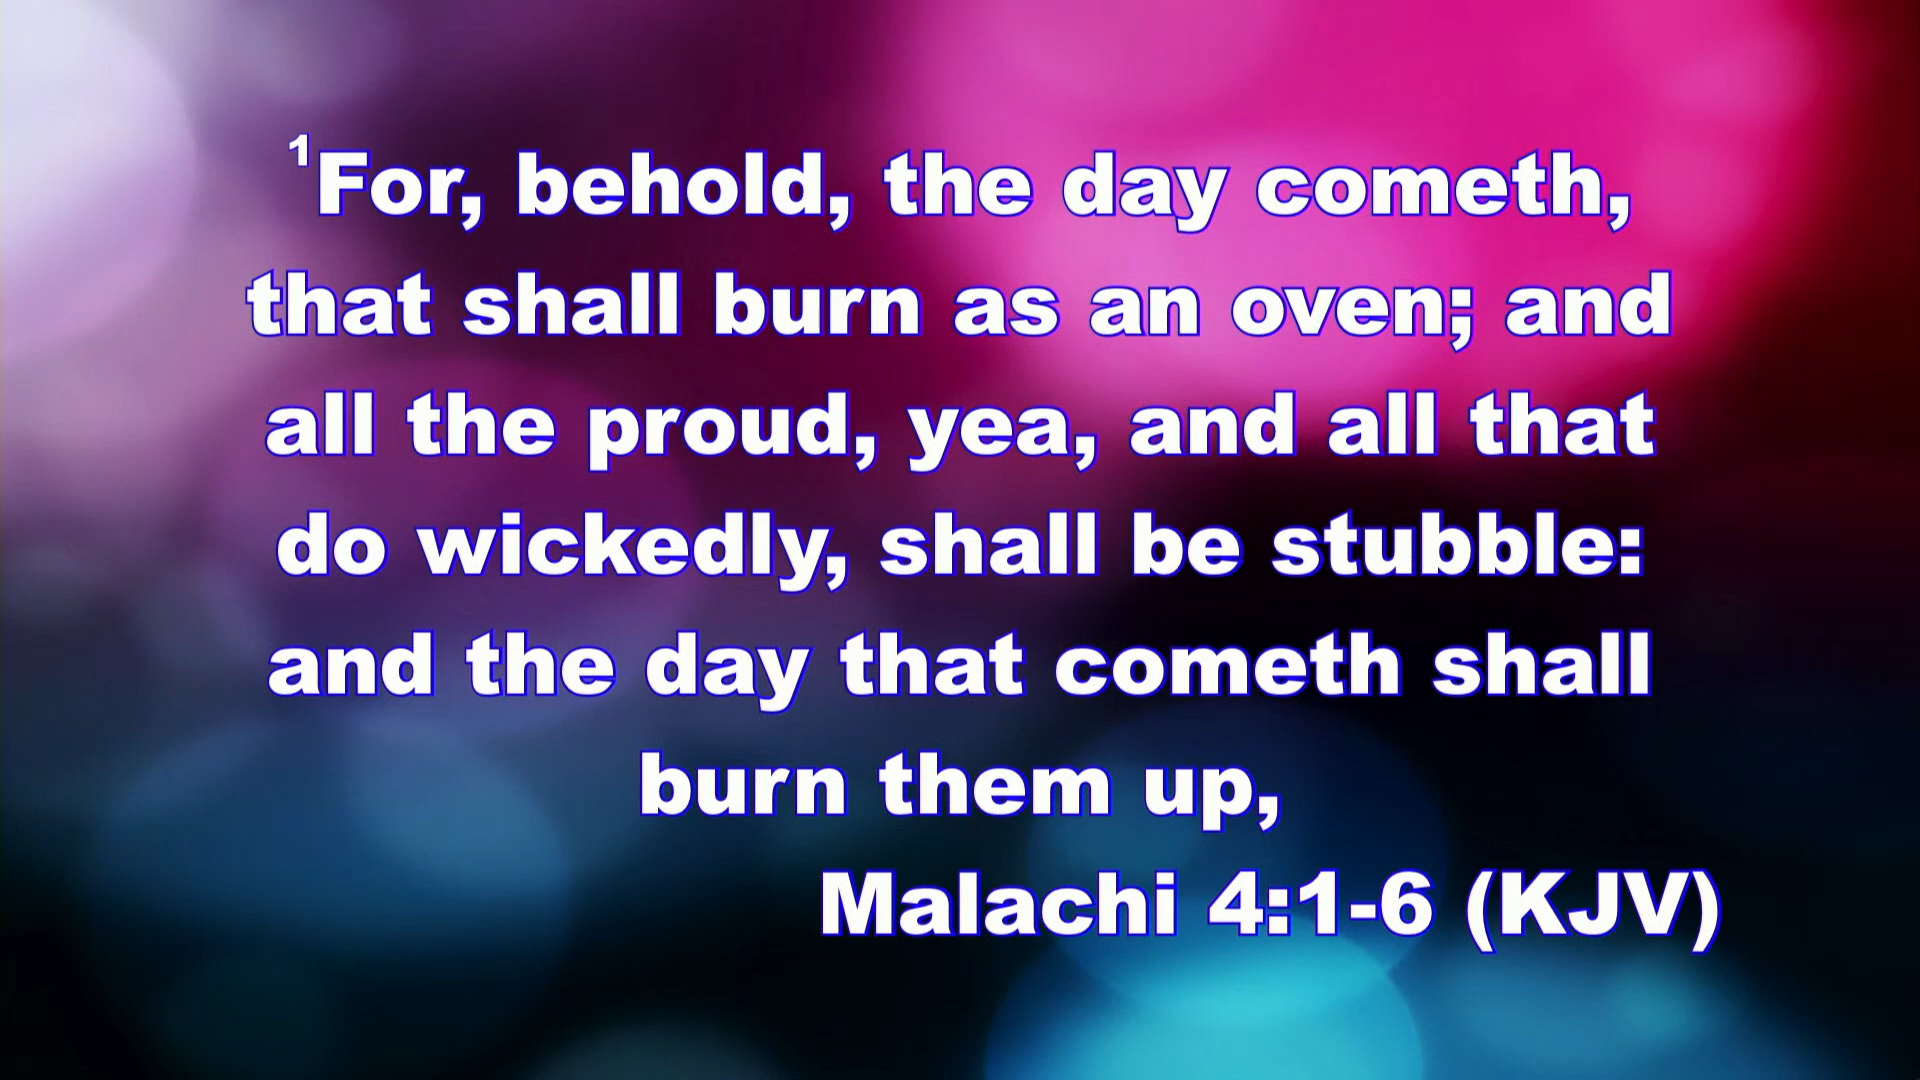 ¹For, behold, the day cometh,
that shall burn as an oven; and
all the proud, yea, and all that
do wickedly, shall be stubble:
and the day that cometh shall
burn them up,
Malachi 4:1-6 (KJV)